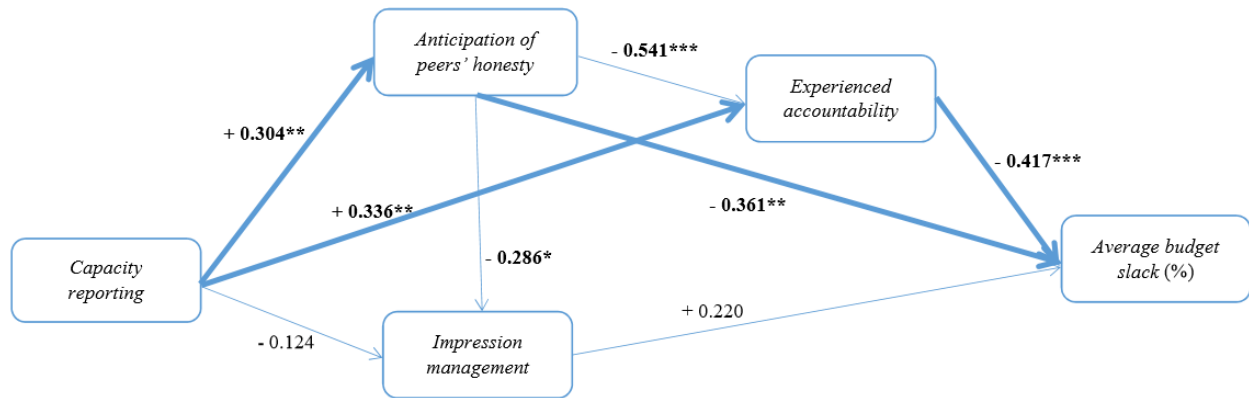 Anticipation of
peers’ honesty
- 0.541***
Experienced
accountability
+ 0.304**
- 0.417***
+ 0.336**
- 0.361**
Capacity
reporting
- 0.286*
Average budget
slack (%)
+ 0.220
- 0.124
Impression
management